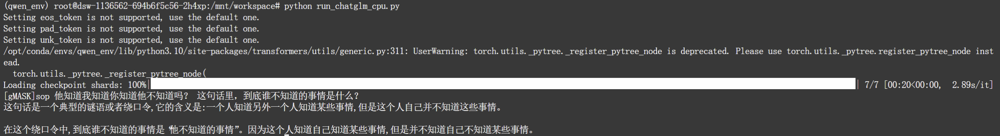 (qwen_env) root@dsw-1136562-694b6f5c56-2h4xp:/mnt/workspace# python run_chatglm_cpu.py
Setting eos_token is not supported, use the default one.
Setting pad_token is not supported, use the default one.
Setting unk_token is not supported, use the default one.
/opt/conda/envs/qwen_env/lib/python3.10/site-packages/transformers/utils/generic.py:311: UserWarning: torch.utils._pytree._register_pytree_node is deprecated. Please use torch.utils._pytree.register_pytree_node inst
ead.
  torch.utils._pytree._register_pytree_node(
Loading checkpoint shards: 100%| | 7/7 [00:20<00:00,  2.89s/it]
[gMASK]sop 他知道我知道你知道他不知道吗？ 这句话里，到底谁不知道的事情是什么？
这句话是一个典型的谜语或者绕口令,它的含义是:一个人知道另外一个人知道某些事情,但是这个人自己并不知道这些事情。
在这个绕口令中,到底谁不知道的事情是“他不知道的事情”。因为这个人知道自己知道某些事情,但是并不知道自己不知道某些事情。